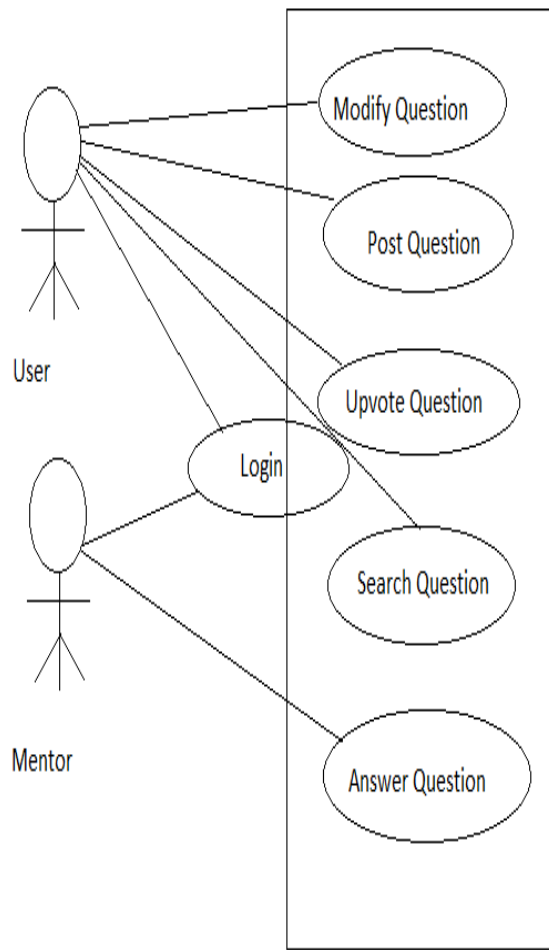 Modify Question
Post Question
User
Upvote Question
Login
Search Question
Mentor
Answer Question